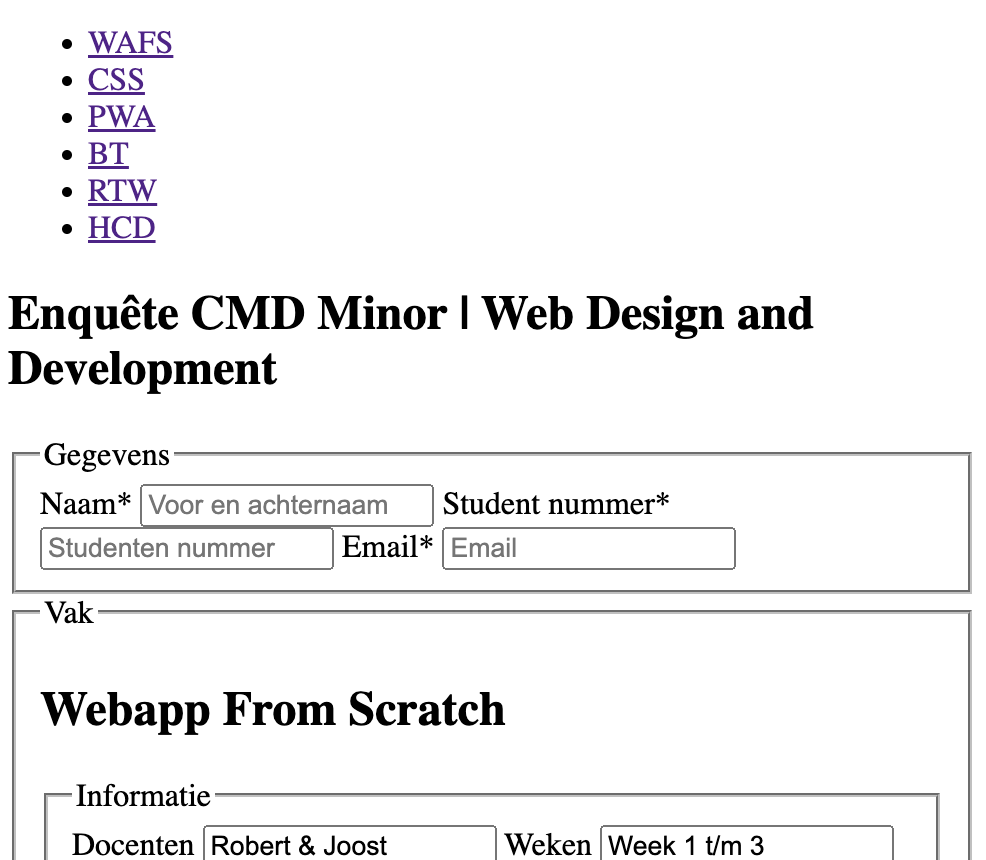 WAFS
CSS
PWA
BT
RTW
HCD
Enquête CMD Minor | Web Design and
Development
Gegevens
Naam* Voor en achternaam Student nummer*
Studenten nummer Email* Email
Vak
Webapp From Scratch
Informatie
Docenten Robert & Joost Weken Week 1 t/m 3